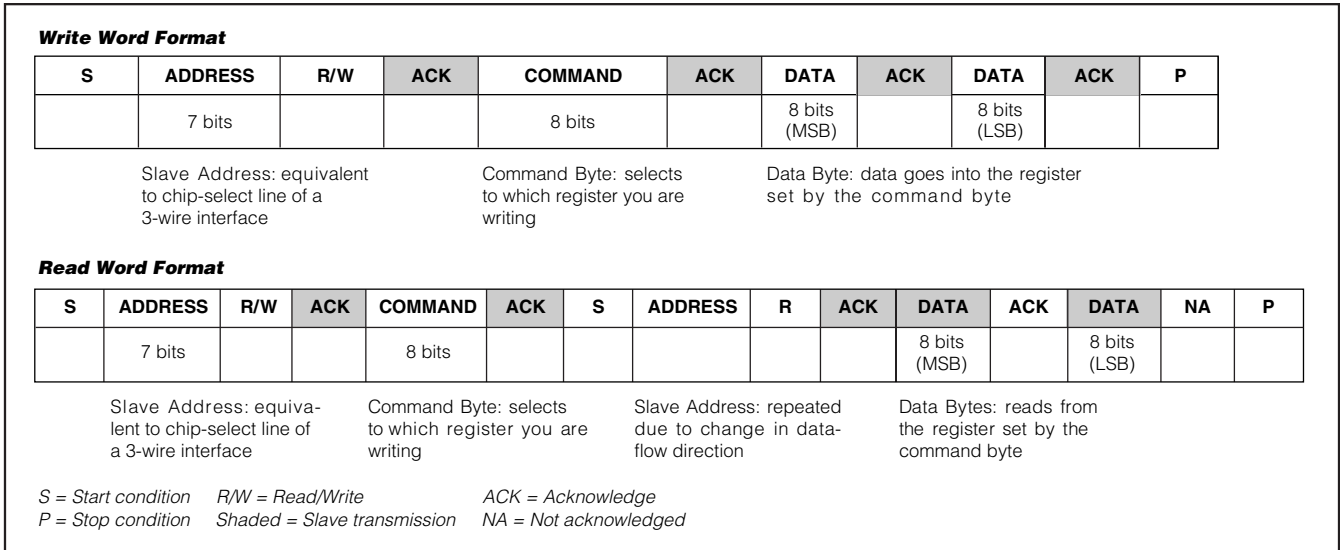 Write Word Format
S ADDRESS R/W ACK COMMAND ACK DATA ACK DATA ACK P
7 bits 8 bits 8 bits (MSB) 8 bits (LSB)
Slave Address: equivalent
to chip-select line of a
3-wire interface
Command Byte: selects
to which register you are
writing
Data Byte: data goes into the register
set by the command byte
Read Word Format
S ADDRESS R/W ACK COMMAND ACK S ADDRESS R ACK DATA ACK DATA NA P
7 bits 8 bits 8 bits (MSB) 8 bits (LSB)
Slave Address: equiva-
lent to chip-select line of
a 3-wire interface
Command Byte: selects
to which register you are
writing
Slave Address: repeated
due to change in data-
flow direction
Data Bytes: reads from
the register set by the
command byte
S = Start condition R/W = Read/Write ACK = Acknowledge
P = Stop condition Shaded = Slave transmission NA = Not acknowledged